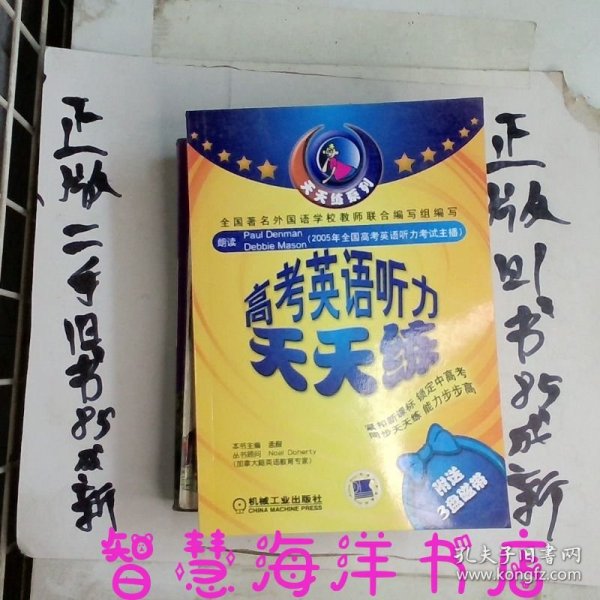 正版二手旧书85成新
正版旧书85成新
天天练系列
全国著名外国语学校教师联合编写组编写
朗读
Paul Denman
Debbie Mason
(2005年全国高考英语听力考试主播)
高考英语听力
天天练
紧扣新课标 锁定中高考
同步天天练 能力步步高
本书主编 孟醒
丛书顾问 Noel Doherty
(加拿大籍英语教育专家)
附送
3盘磁带
机械工业出版社
CHINA MACHINE PRESS
智慧海洋书店
孔夫子旧书网
www.kongfz.com